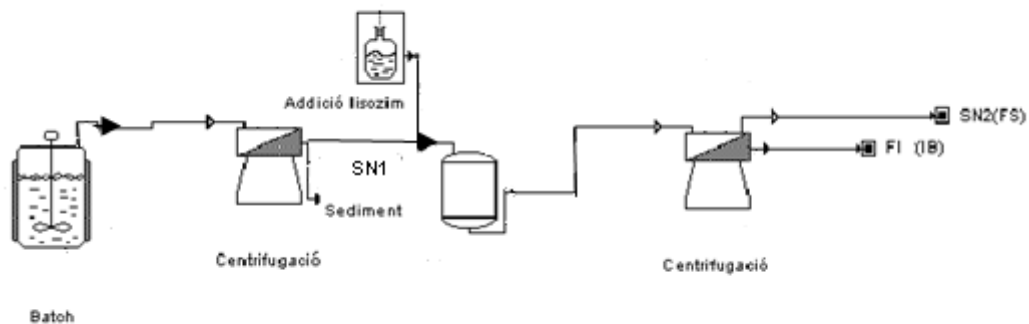 Addició lisozim
SN2(FS)
FI (IB)
SN1
Sediment
Centrifugació
Centrifugació
Batch